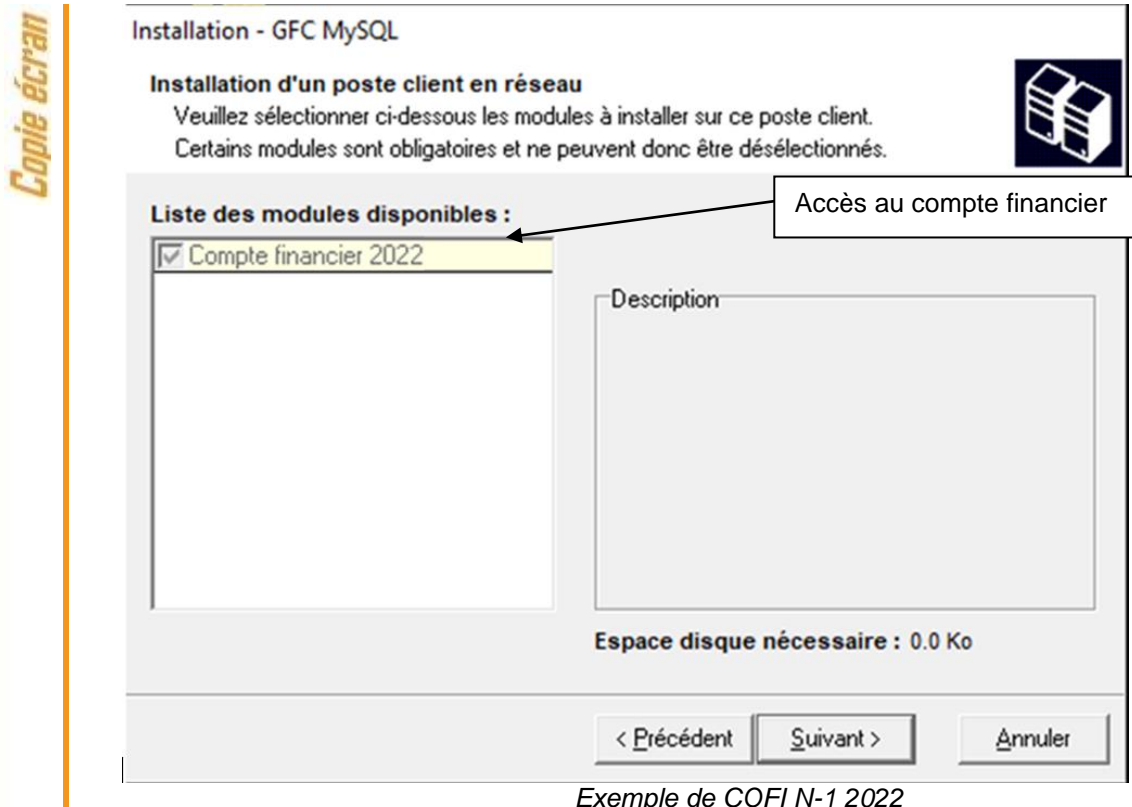 Copie écran
Installation - GFC MySQL
Installation d'un poste client en réseau
Veuillez sélectionner ci-dessous les modules à installer sur ce poste client.
Certains modules sont obligatoires et ne peuvent donc être désélectionnés.
Accès au compte financier
Liste des modules disponibles :
Compte financier 2022
Description
Espace disque nécessaire : 0.0 Ko
< Précédent
Suivant >
Annuler
Exemple de COFI N-1 2022